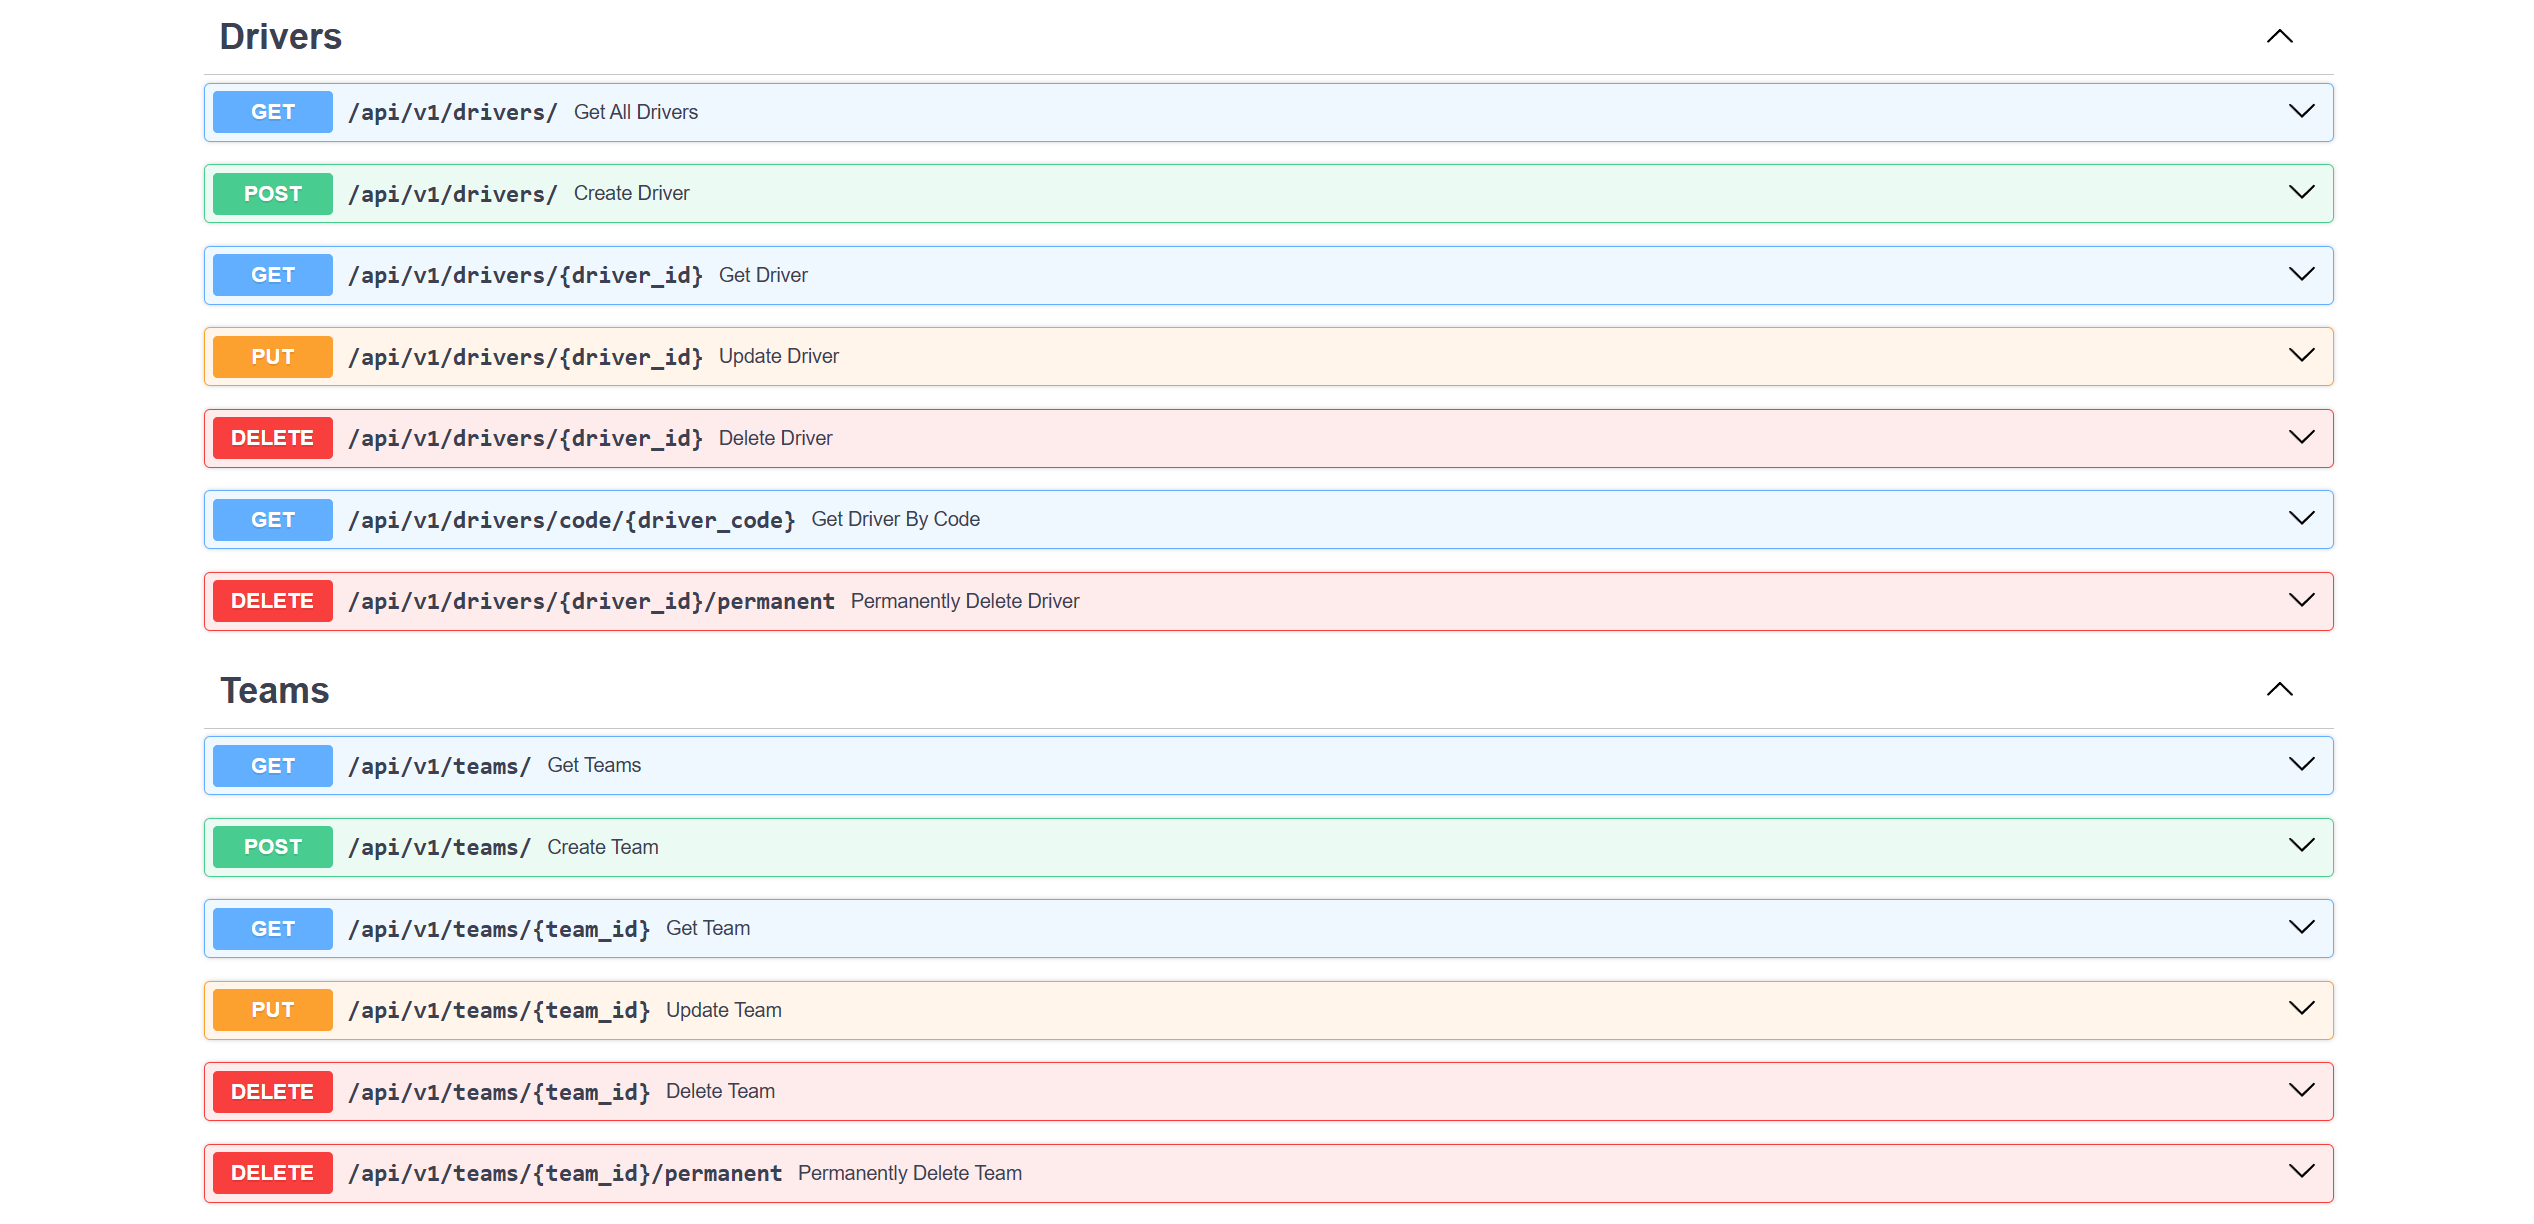 Drivers
GET /api/v1/drivers/ Get All Drivers
POST /api/v1/drivers/ Create Driver
GET /api/v1/drivers/{driver_id} Get Driver
PUT /api/v1/drivers/{driver_id} Update Driver
DELETE /api/v1/drivers/{driver_id} Delete Driver
GET /api/v1/drivers/code/{driver_code} Get Driver By Code
DELETE /api/v1/drivers/{driver_id}/permanent Permanently Delete Driver
Teams
GET /api/v1/teams/ Get Teams
POST /api/v1/teams/ Create Team
GET /api/v1/teams/{team_id} Get Team
PUT /api/v1/teams/{team_id} Update Team
DELETE /api/v1/teams/{team_id} Delete Team
DELETE /api/v1/teams/{team_id}/permanent Permanently Delete Team